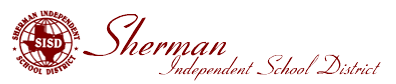 SHERMAN INDEPENDENT
SISD
SCHOOL DISTRICT
Sherman
Independent School District